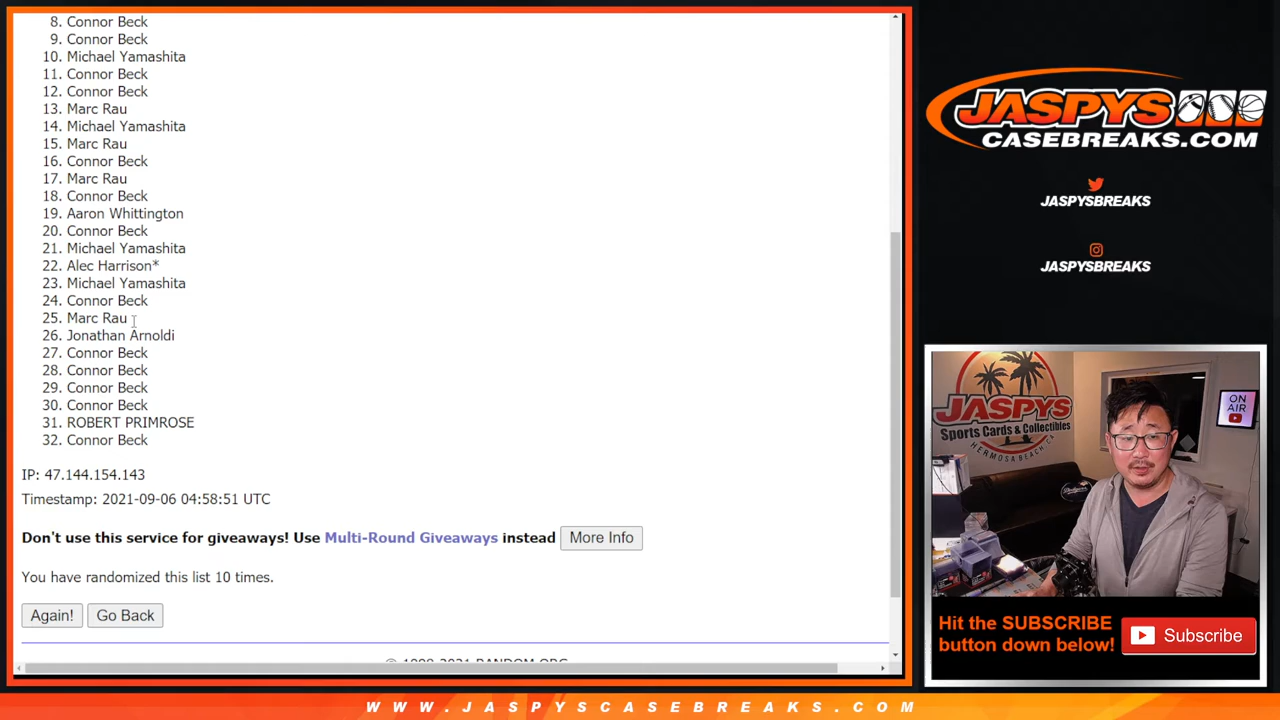 8. Connor Beck
9. Connor Beck
10. Michael Yamashita
11. Connor Beck
12. Connor Beck
13. Marc Rau
14. Michael Yamashita
15. Marc Rau
16. Connor Beck
17. Marc Rau
18. Connor Beck
19. Aaron Whittington
20. Connor Beck
21. Michael Yamashita
22. Alec Harrison*
23. Michael Yamashita
24. Connor Beck
25. Marc Rau
26. Jonathan Arnoldi
27. Connor Beck
28. Connor Beck
29. Connor Beck
30. Connor Beck
31. ROBERT PRIMROSE
32. Connor Beck
IP: 47.144.154.143
Timestamp: 2021-09-06 04:58:51 UTC
Don't use this service for giveaways! Use Multi-Round Giveaways instead More Info
You have randomized this list 10 times.
Again! Go Back
© 1998-2021 RANDOM.ORG
JASPYS
CASEBREAKS.COM
JASPYSBREAKS
JASPYSBREAKS
JASPYS
Sports Cards & Collectibles
HERMOSA BEACH, CA
ON
AIR
Hit the SUBSCRIBE
button down below!
Subscribe
WWW.JASPYSCASEBREAKS.COM